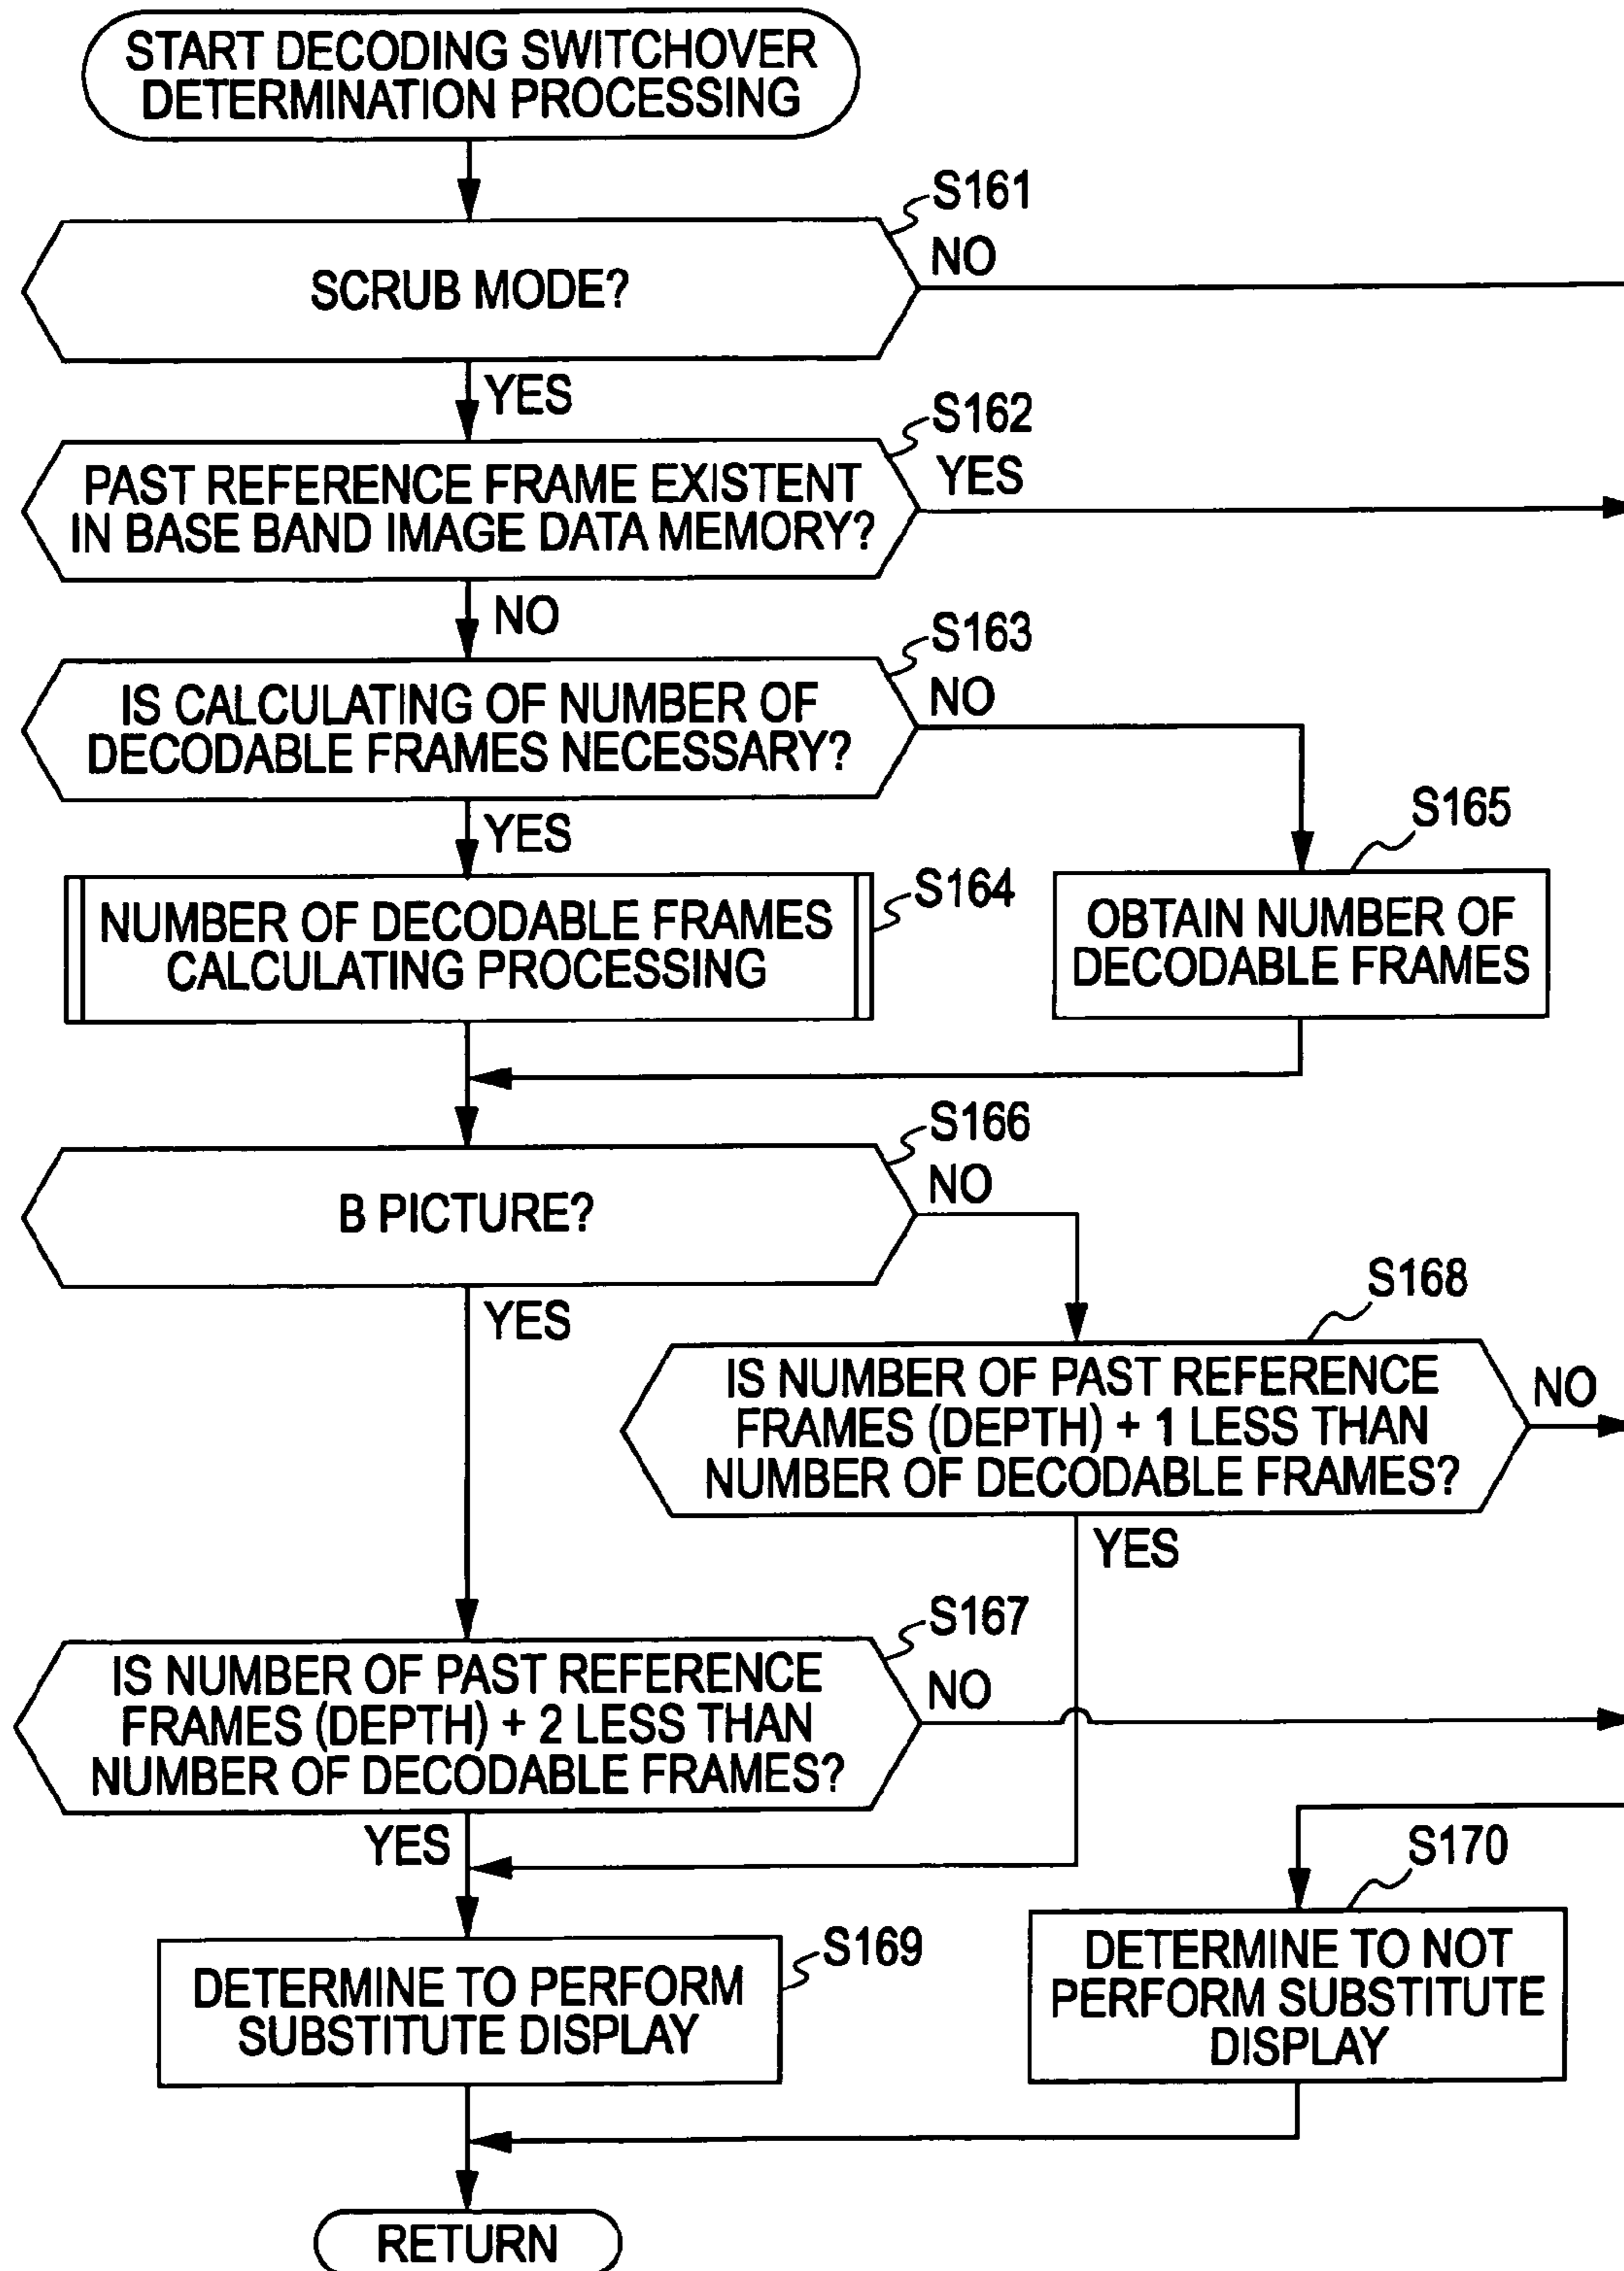 START DECODING SWITCHOVER
DETERMINATION PROCESSING
S161
SCRUB MODE?
NO
YES
S162
PAST REFERENCE FRAME EXISTENT
IN BASE BAND IMAGE DATA MEMORY?
YES
NO
S163
IS CALCULATING OF NUMBER OF
DECODABLE FRAMES NECESSARY?
NO
YES
S165
S164
NUMBER OF DECODABLE FRAMES
CALCULATING PROCESSING
OBTAIN NUMBER OF
DECODABLE FRAMES
S166
B PICTURE?
NO
YES
S168
IS NUMBER OF PAST REFERENCE
FRAMES (DEPTH) + 1 LESS THAN
NUMBER OF DECODABLE FRAMES?
NO
YES
S167
IS NUMBER OF PAST REFERENCE
FRAMES (DEPTH) + 2 LESS THAN
NUMBER OF DECODABLE FRAMES?
NO
YES
S170
S169
DETERMINE TO PERFORM
SUBSTITUTE DISPLAY
DETERMINE TO NOT
PERFORM SUBSTITUTE
DISPLAY
RETURN